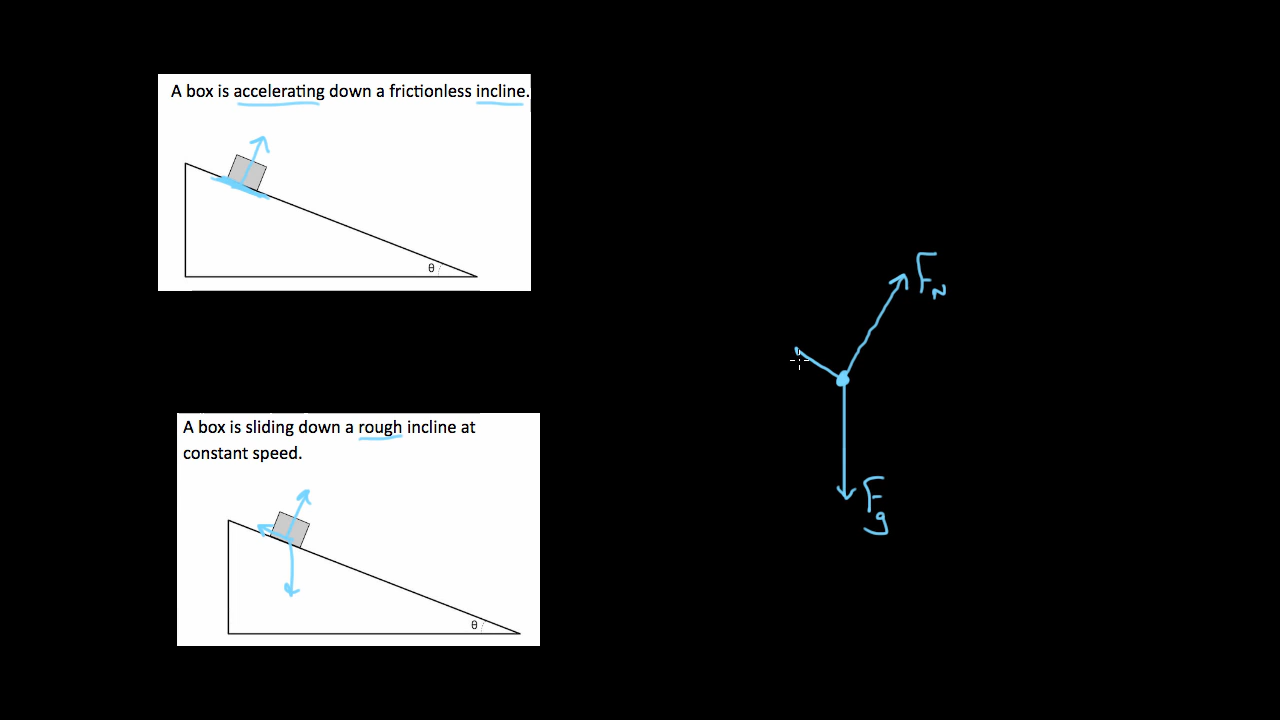 A box is accelerating down a frictionless incline.
θ
A box is sliding down a rough incline at
constant speed.
θ
F_N
F_g